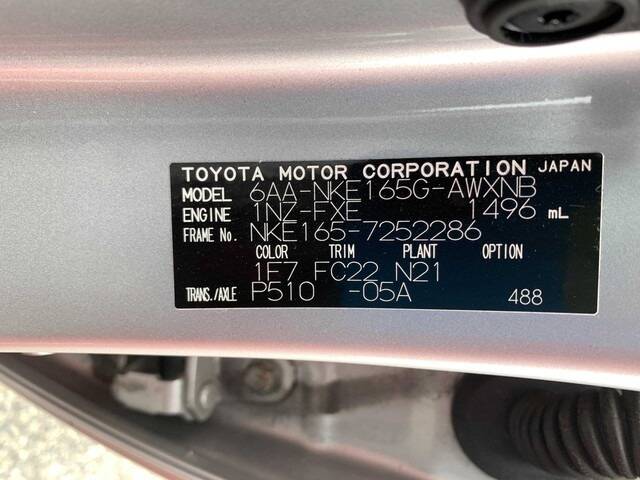 TOYOTA MOTOR CORPORATION JAPAN
MODEL 6AA-NKE165G-AWXNB
ENGINE 1NZ-FXE 1496 mL
FRAME No. NKE165-7252286
COLOR TRIM PLANT OPTION
1F7 FC22 N21
TRANS./AXLE P510 -05A 488